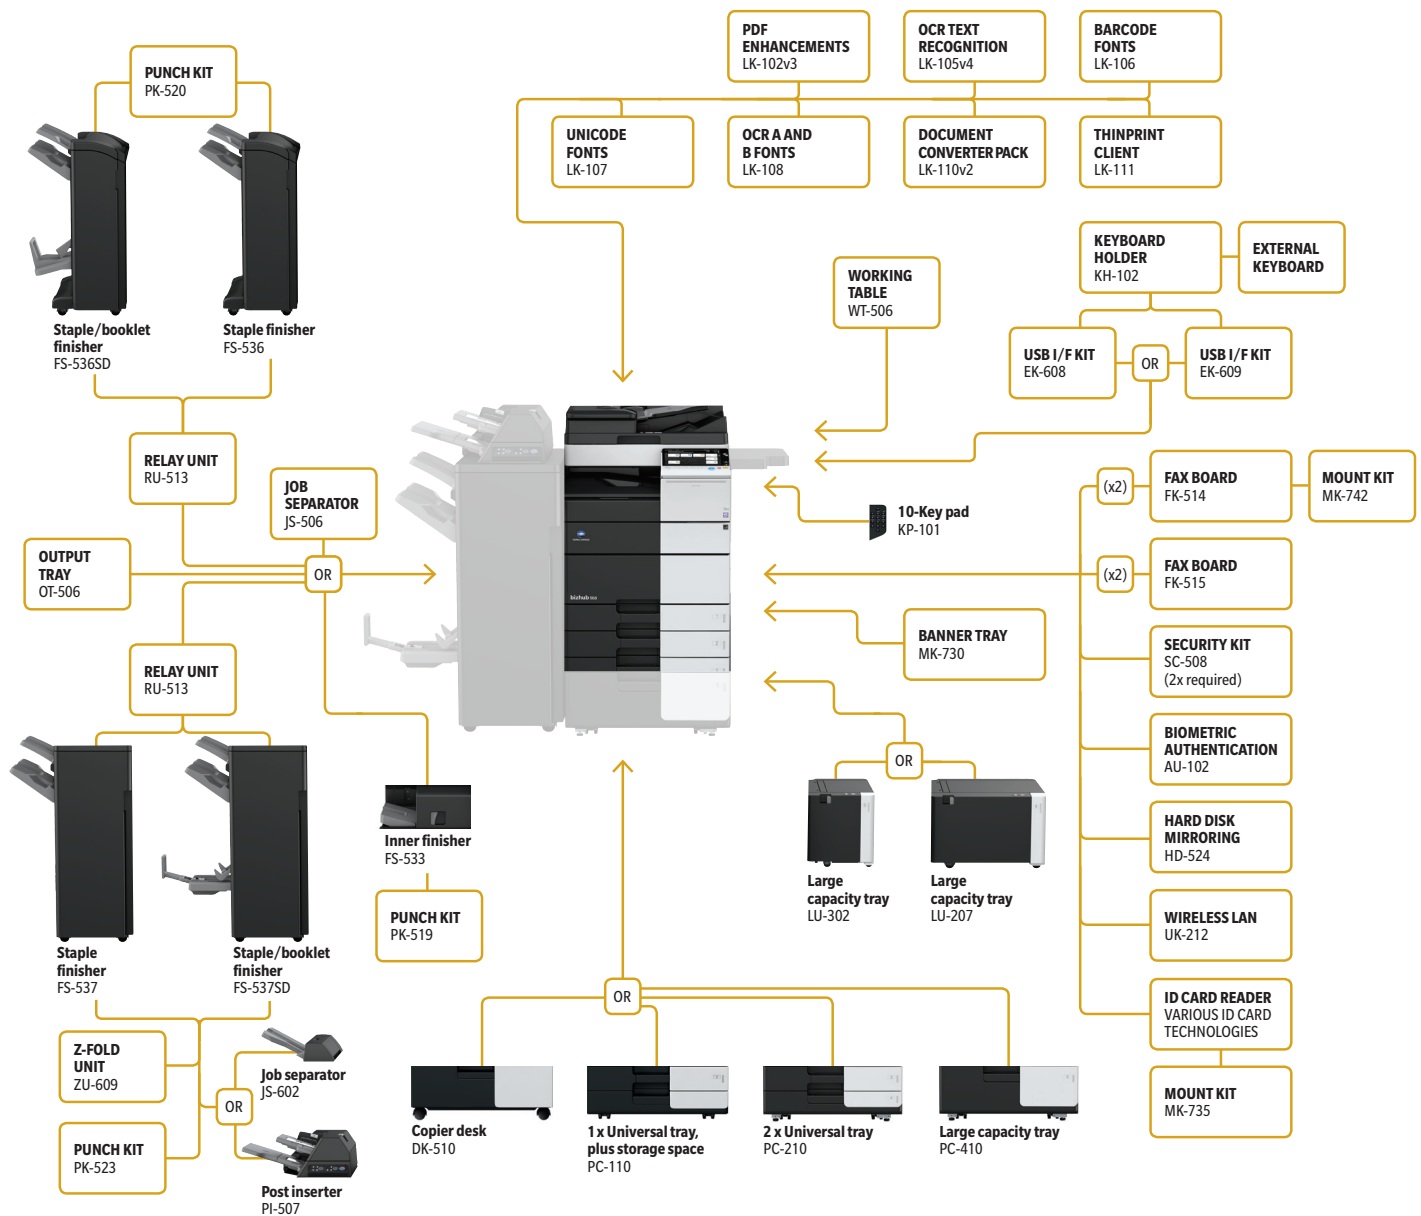 PDF
ENHANCEMENTS
LK-102v3
OCR TEXT
RECOGNITION
LK-105v4
BARCODE
FONTS
LK-106
UNICODE
FONTS
LK-107
OCR A AND
B FONTS
LK-108
DOCUMENT
CONVERTER PACK
LK-110v2
THINPRINT
CLIENT
LK-111
PUNCH KIT
PK-520
Staple/booklet
finisher
FS-536SD
Staple finisher
FS-536
RELAY UNIT
RU-513
JOB
SEPARATOR
JS-506
OUTPUT
TRAY
OT-506
OR
RELAY UNIT
RU-513
Staple
finisher
FS-537
Staple/booklet
finisher
FS-537SD
Inner finisher
FS-533
PUNCH KIT
PK-519
Z-FOLD
UNIT
ZU-609
PUNCH KIT
PK-523
OR
Job separator
JS-602
Post inserter
PI-507
WORKING
TABLE
WT-506
KEYBOARD
HOLDER
KH-102
EXTERNAL
KEYBOARD
USB I/F KIT
EK-608
OR
USB I/F KIT
EK-609
10-Key pad
KP-101
bizhub
(x2)
FAX BOARD
FK-514
MOUNT KIT
MK-742
(x2)
FAX BOARD
FK-515
BANNER TRAY
MK-730
SECURITY KIT
SC-508
(2x required)
BIOMETRIC
AUTHENTICATION
AU-102
HARD DISK
MIRRORING
HD-524
WIRELESS LAN
UK-212
ID CARD READER
VARIOUS ID CARD
TECHNOLOGIES
MOUNT KIT
MK-735
OR
Large
capacity tray
LU-302
Large
capacity tray
LU-207
OR
Copier desk
DK-510
1 x Universal tray,
plus storage space
PC-110
2 x Universal tray
PC-210
Large capacity tray
PC-410